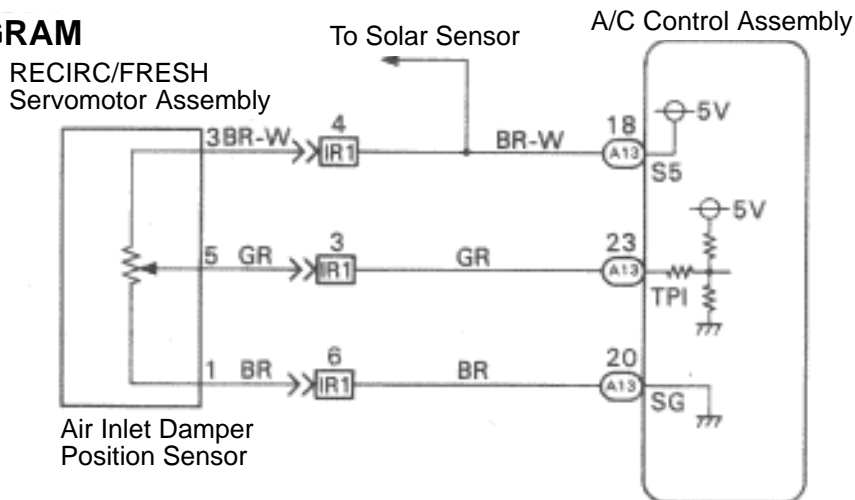 GRAM
RECIRC/FRESH
Servomotor Assembly
To Solar Sensor
A/C Control Assembly
3 BR-W
4
IR1
BR-W
18
A13
S5
5V
5V
5 GR
3
IR1
GR
23
A13
TPI
1 BR
6
IR1
BR
20
A13
SG
Air Inlet Damper
Position Sensor